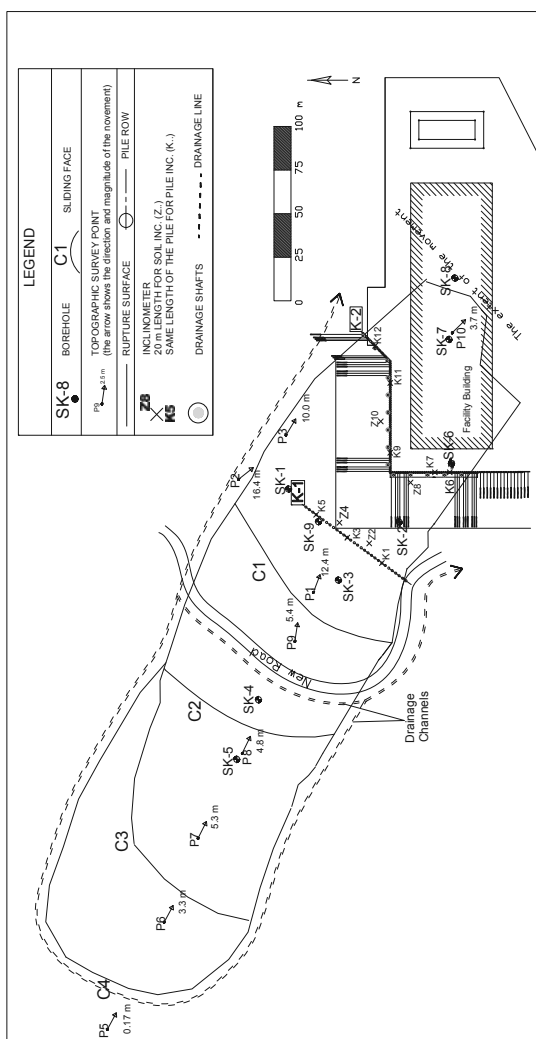 LEGEND
SK-8 BOREHOLE C1 SLIDING FACE
P9 2.5 m TOPOGRAPHIC SURVEY POINT
(the arrow shows the direction and magnitude of the novement)
RUPTURE SURFACE PILE ROW
Z8 INCLINOMETER
20 m LENGTH FOR SOIL INC. (Z..)
K5 SAME LENGTH OF THE PILE FOR PILE INC. (K..)
DRAINAGE SHAFTS DRAINAGE LINE
0 25 50 75 100 m
N
C4
P5
0.17 m
P6
3.3 m
C3
P7
5.3 m
SK-5
P8
4.8 m
C2
SK-4
New Road
Drainage
Channels
P9
5.4 m
C1
P1
12.4 m
SK-3
K1
Z2
K3
Z4
K5
SK-9
K-1
SK-1
16.4 m
P2
P3
10.0 m
K-2
K12
K11
Z10
K9
SK-2
Z8
K7
K6
SK-6
Facility Building
SK-7
P10
3.7 m
SK-8
The extent of the movement